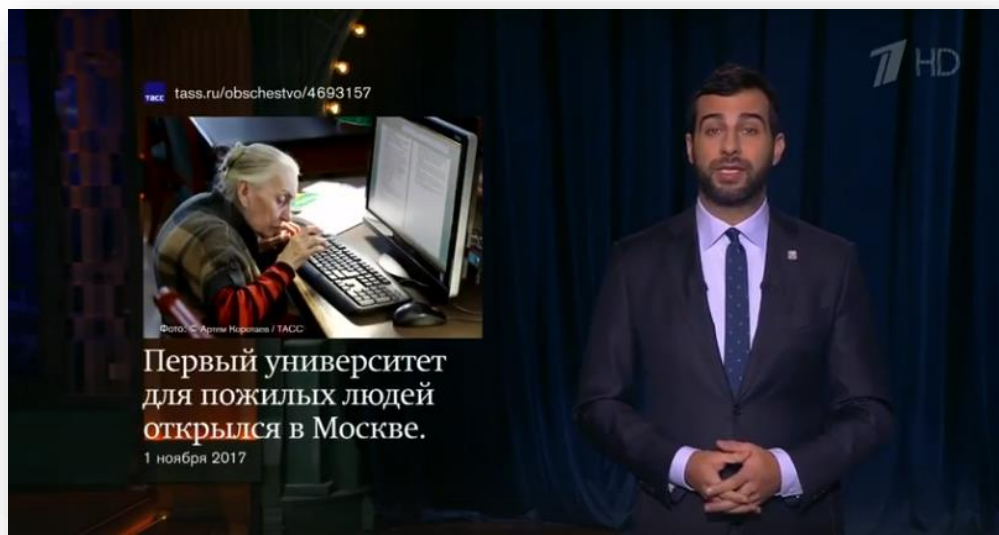 HD
ТАСС
tass.ru/obschestvo/4693157
Фото: © Артем Коротаев / ТАСС
Первый университет
для пожилых людей
открылся в Москве.
1 ноября 2017